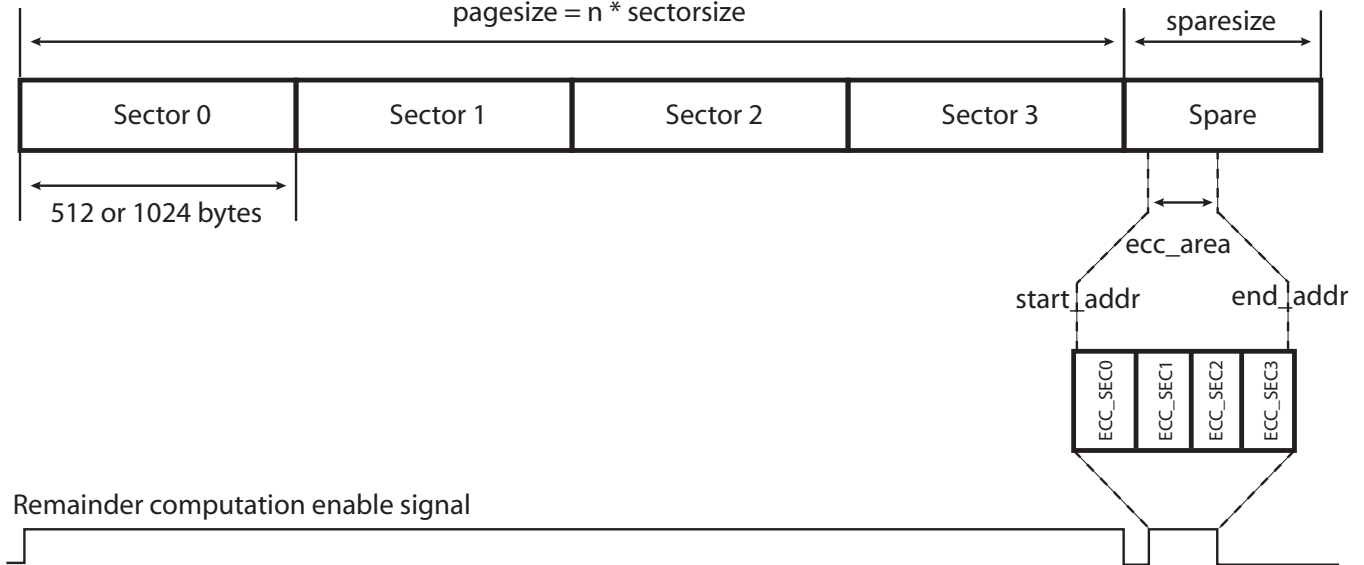 pagesize = n * sectorsize
sparesize
Sector 0
Sector 1
Sector 2
Sector 3
Spare
512 or 1024 bytes
ecc_area
start_addr
end_addr
ECC_SEC0
ECC_SEC1
ECC_SEC2
ECC_SEC3
Remainder computation enable signal